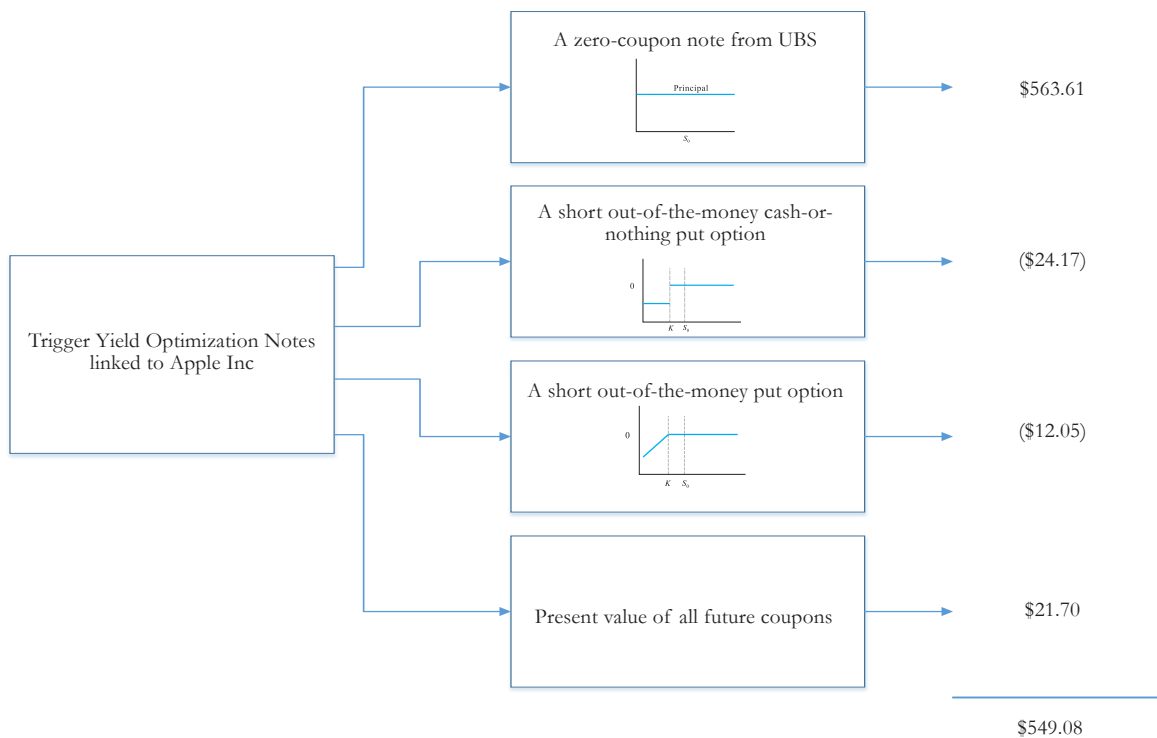 A zero-coupon note from UBS
Principal
S₀
$563.61
A short out-of-the-money cash-or-
nothing put option
0
K S₀
($24.17)
Trigger Yield Optimization Notes
linked to Apple Inc
A short out-of-the-money put option
0
K S₀
($12.05)
Present value of all future coupons
$21.70
$549.08